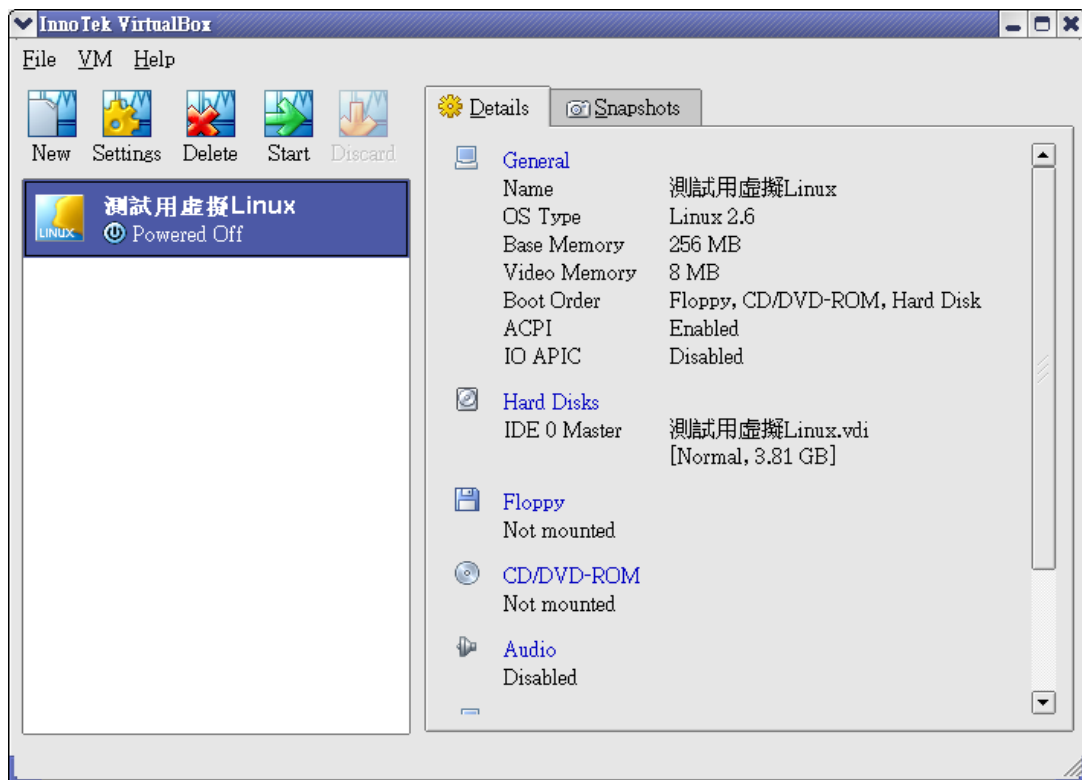 InnoTek VirtualBox
File VM Help
New Settings Delete Start Discard
Details Snapshots
測試用虛擬Linux
LINUX Powered Off
General
Name 測試用虛擬Linux
OS Type Linux 2.6
Base Memory 256 MB
Video Memory 8 MB
Boot Order Floppy, CD/DVD-ROM, Hard Disk
ACPI Enabled
IO APIC Disabled
Hard Disks
IDE 0 Master 測試用虛擬Linux.vdi
[Normal, 3.81 GB]
Floppy
Not mounted
CD/DVD-ROM
Not mounted
Audio
Disabled